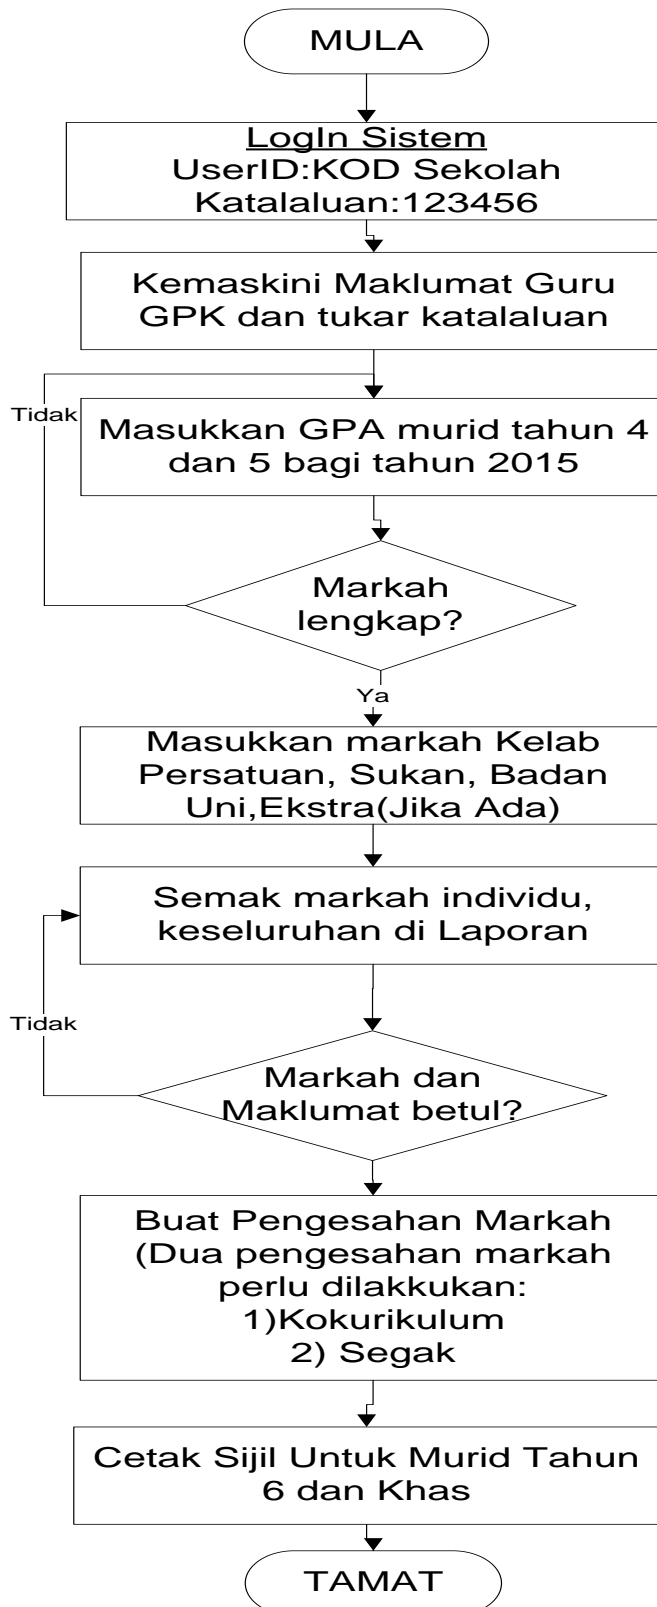 MULA
LogIn Sistem
UserID:KOD Sekolah
Katalaluan:123456
Kemaskini Maklumat Guru
GPK dan tukar katalaluan
Tidak
Masukkan GPA murid tahun 4
dan 5 bagi tahun 2015
Markah
lengkap?
Ya
Masukkan markah Kelab
Persatuan, Sukan, Badan
Uni,Ekstra(Jika Ada)
Semak markah individu,
keseluruhan di Laporan
Tidak
Markah dan
Maklumat betul?
Buat Pengesahan Markah
(Dua pengesahan markah
perlu dilakkukan:
1)Kokurikulum
2) Segak
Cetak Sijil Untuk Murid Tahun
6 dan Khas
TAMAT